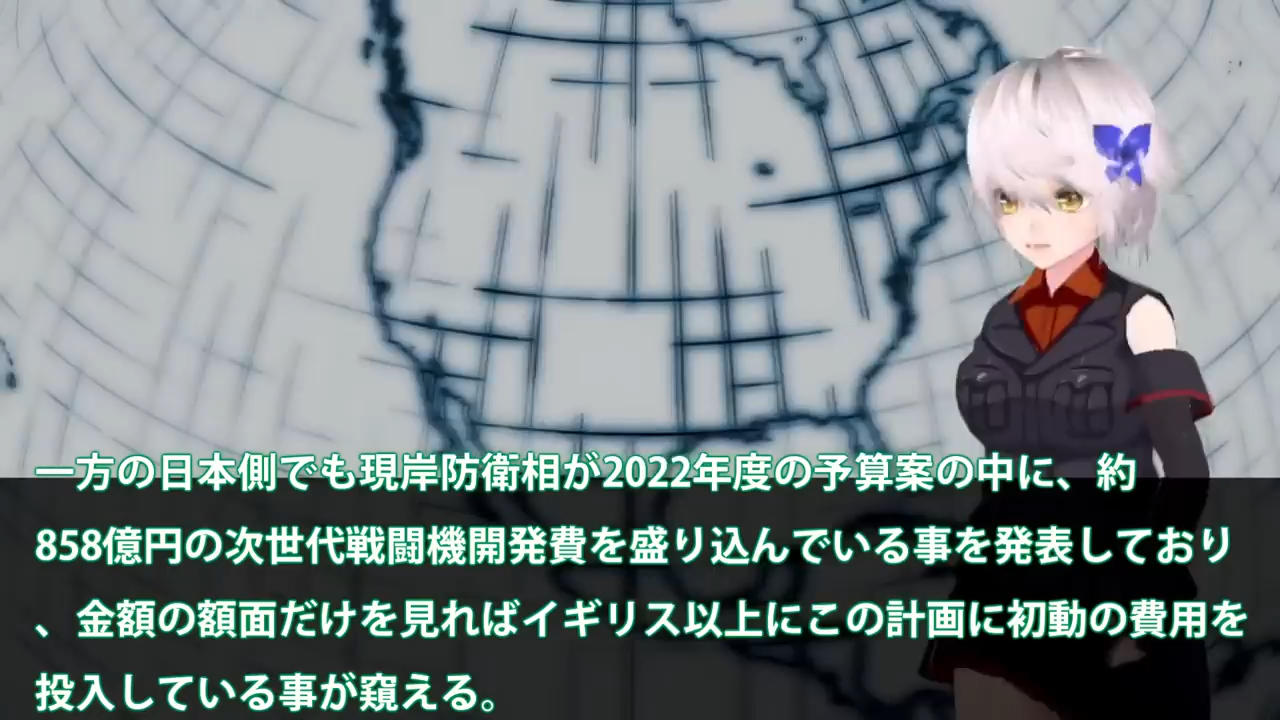 一方の日本側でも現岸防衛相が2022年度の予算案の中に、約
858億円の次世代戦闘機開発費を盛り込んでいる事を発表しており
、金額の額面だけを見ればイギリス以上にこの計画に初動の費用を
投入している事が窺える。